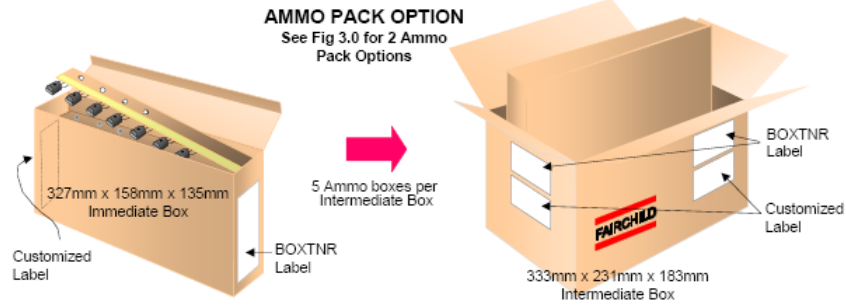 AMMO PACK OPTION
See Fig 3.0 for 2 Ammo
Pack Options
327mm x 158mm x 135mm
Immediate Box
Customized
Label
BOXTNR
Label
5 Ammo boxes per
Intermediate Box
BOXTNR
Label
Customized
Label
FAIRCHILD
333mm x 231mm x 183mm
Intermediate Box